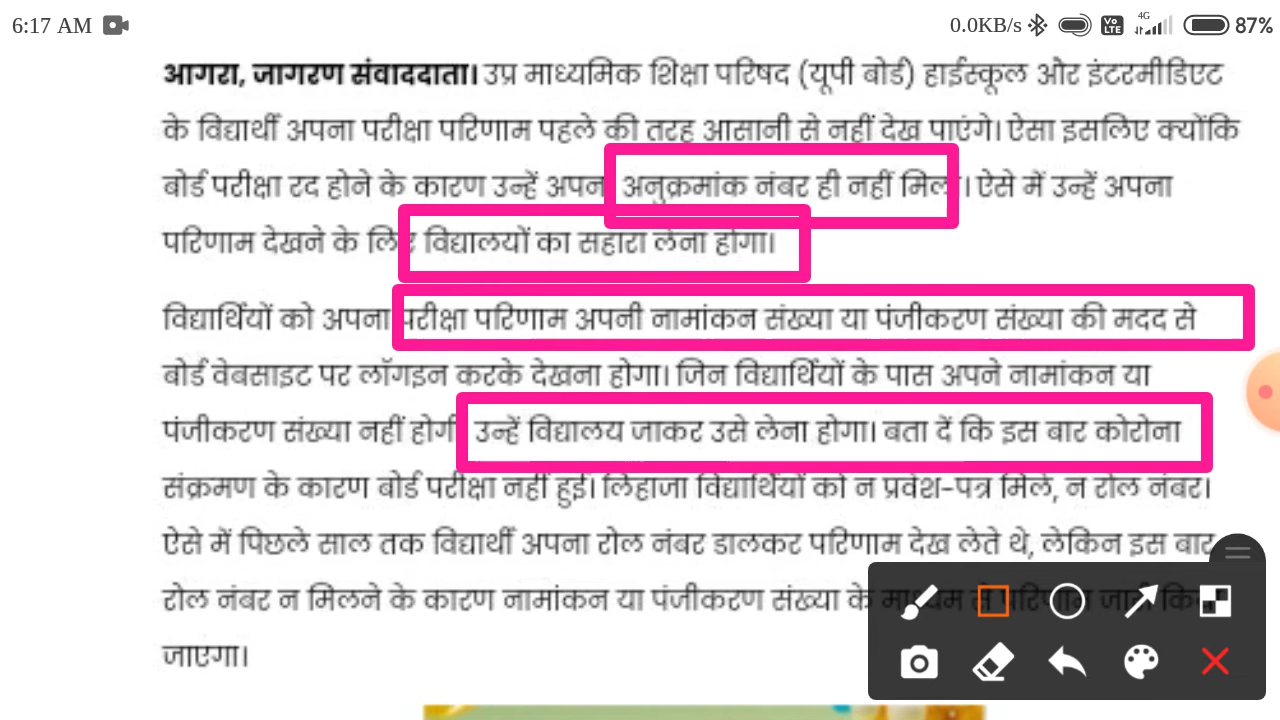 6:17 AM 0.0KB/s 4G Vo LTE 87%
आगरा, जागरण संवाददाता। उप्र माध्यमिक शिक्षा परिषद (यूपी बोर्ड) हाईस्कूल और इंटरमीडिएट
के विद्यार्थी अपना परीक्षा परिणाम पहले की तरह आसानी से नहीं देख पाएंगे। ऐसा इसलिए क्योंकि
बोर्ड परीक्षा रद होने के कारण उन्हें अपना अनुक्रमांक नंबर ही नहीं मिला। ऐसे में उन्हें अपना
परिणाम देखने के लिए विद्यालयों का सहारा लेना होगा।
विद्यार्थियों को अपना परीक्षा परिणाम अपनी नामांकन संख्या या पंजीकरण संख्या की मदद से
बोर्ड वेबसाइट पर लॉगइन करके देखना होगा। जिन विद्यार्थियों के पास अपने नामांकन या
पंजीकरण संख्या नहीं होगी उन्हें विद्यालय जाकर उसे लेना होगा। बता दें कि इस बार कोरोना
संक्रमण के कारण बोर्ड परीक्षा नहीं हुई। लिहाजा विद्यार्थियों को न प्रवेश-पत्र मिले, न रोल नंबर।
ऐसे में पिछले साल तक विद्यार्थी अपना रोल नंबर डालकर परिणाम देख लेते थे, लेकिन इस बार
रोल नंबर न मिलने के कारण नामांकन या पंजीकरण संख्या के माध्यम से परिणाम जारी किया
जाएगा।